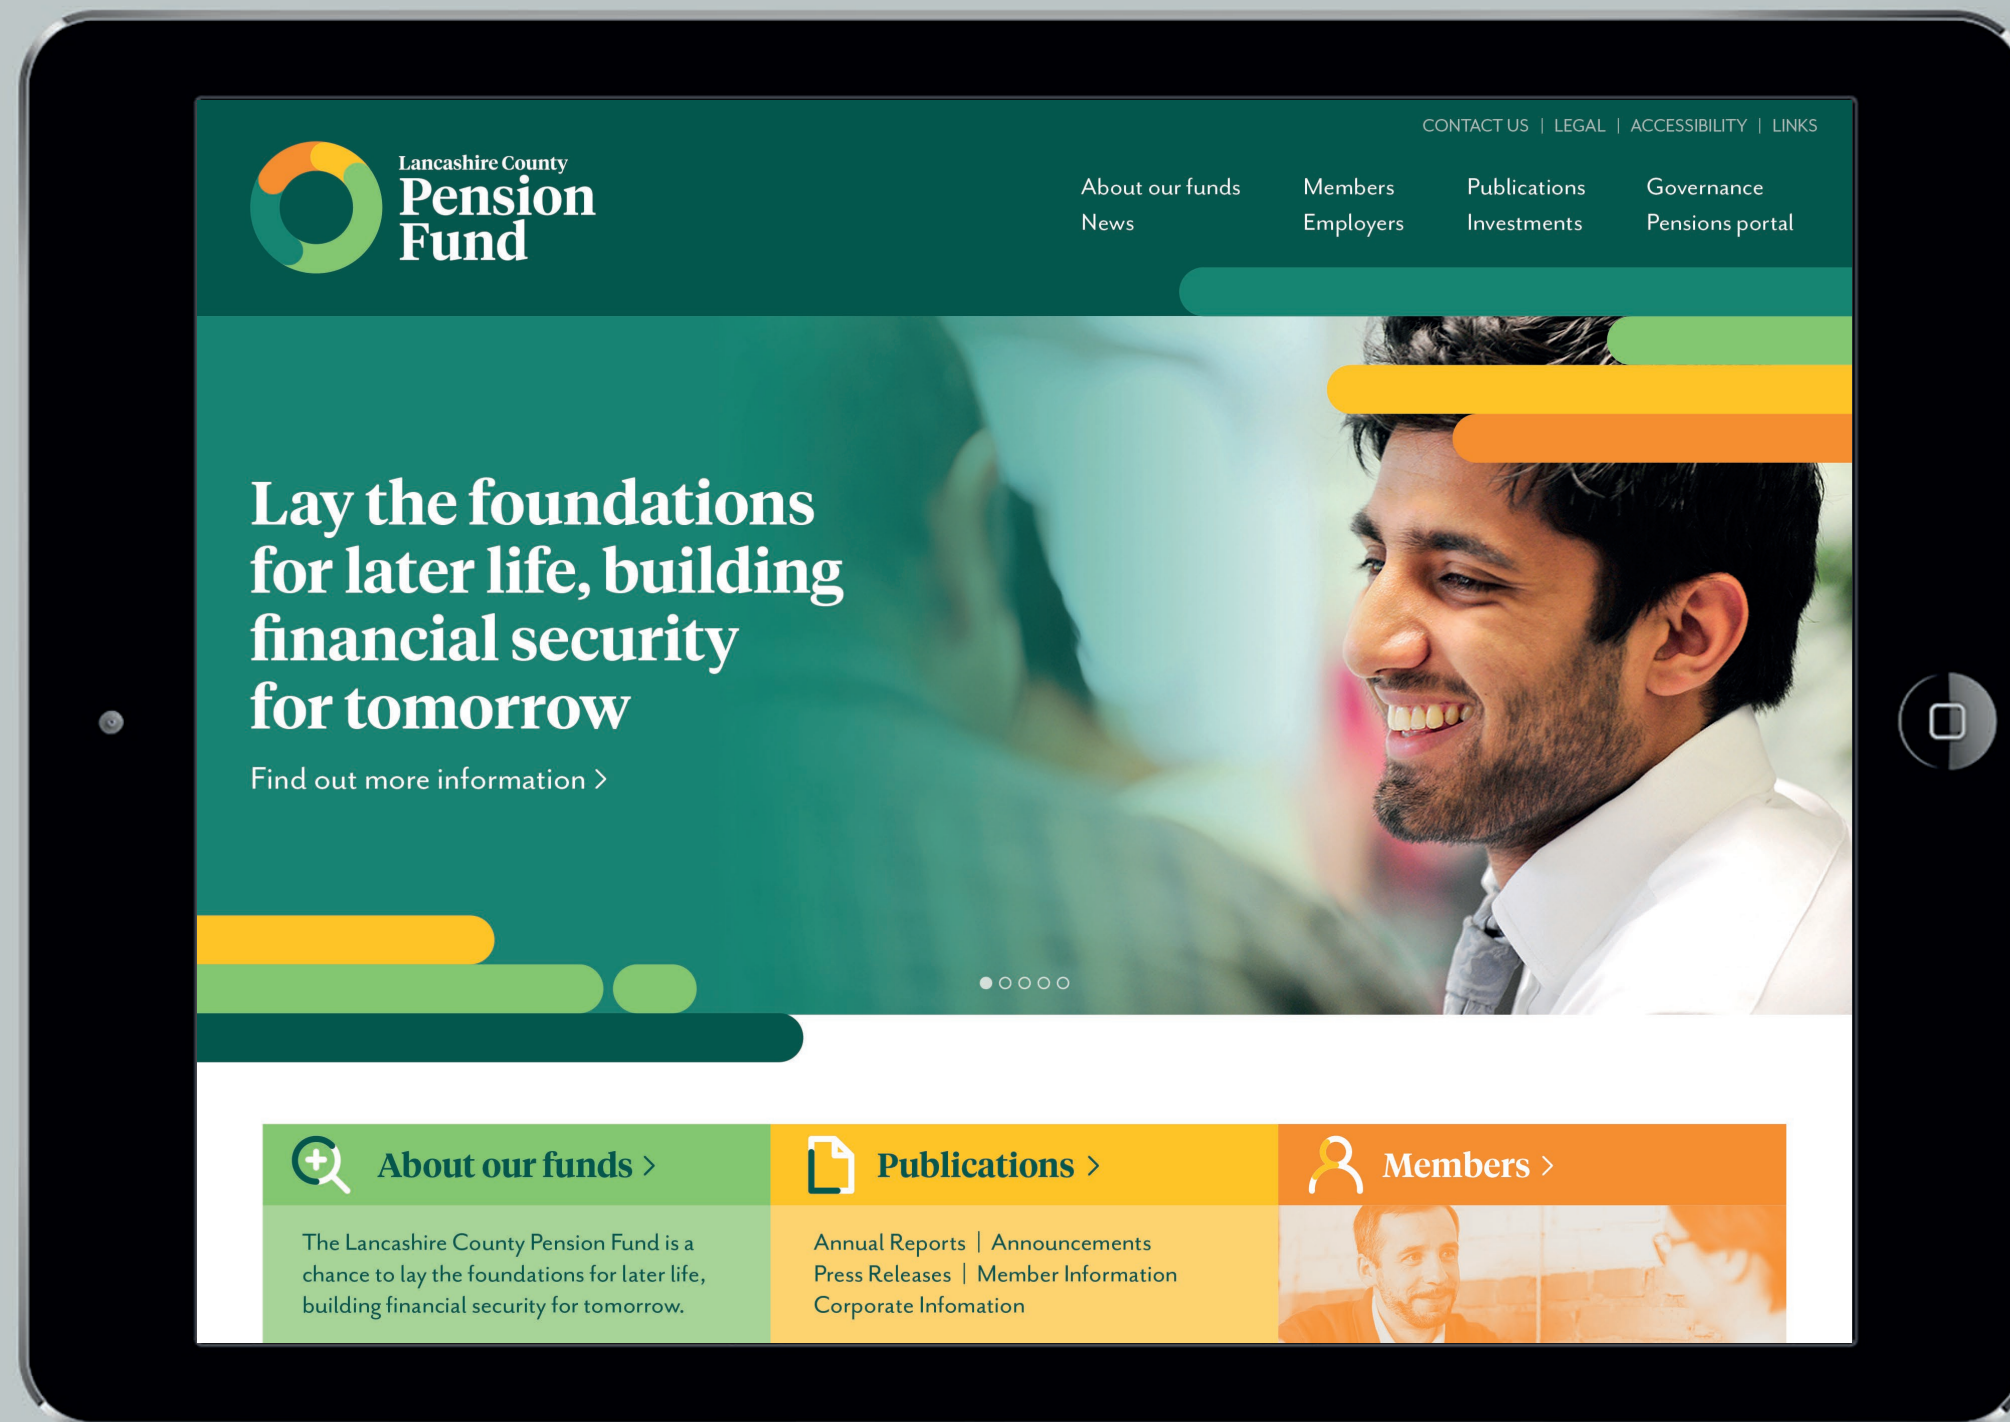 CONTACT US | LEGAL | ACCESSIBILITY | LINKS
Lancashire County
Pension
Fund
About our funds Members Publications Governance
News Employers Investments Pensions portal
Lay the foundations
for later life, building
financial security
for tomorrow
Find out more information >
About our funds >
The Lancashire County Pension Fund is a
chance to lay the foundations for later life,
building financial security for tomorrow.
Publications >
Annual Reports | Announcements
Press Releases | Member Information
Corporate Infomation
Members >